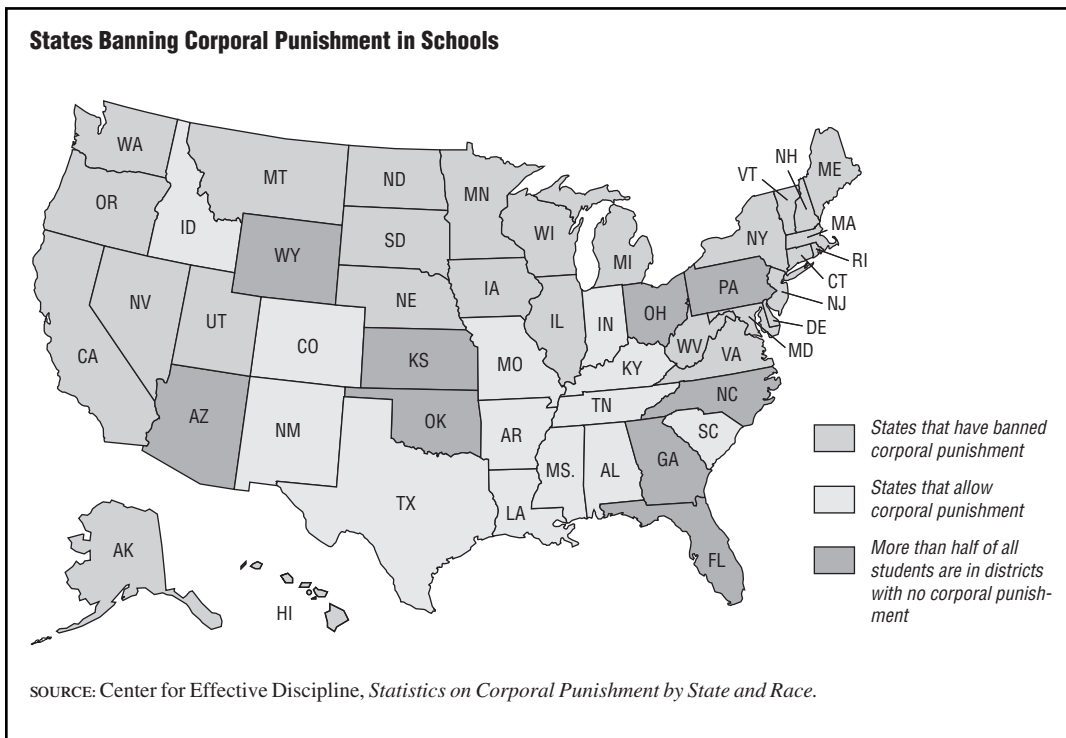 States Banning Corporal Punishment in Schools
WA
OR
CA
NV
ID
MT
WY
UT
CO
AZ
NM
ND
SD
NE
KS
OK
TX
MN
IA
MO
AR
LA
WI
IL
MI
IN
OH
KY
TN
MS.
AL
GA
FL
SC
NC
VA
WV
PA
NY
VT
NH
ME
MA
RI
CT
NJ
DE
MD
AK
HI
States that have banned
corporal punishment
States that allow
corporal punishment
More than half of all
students are in districts
with no corporal punish-
ment
SOURCE: Center for Effective Discipline, Statistics on Corporal Punishment by State and Race.